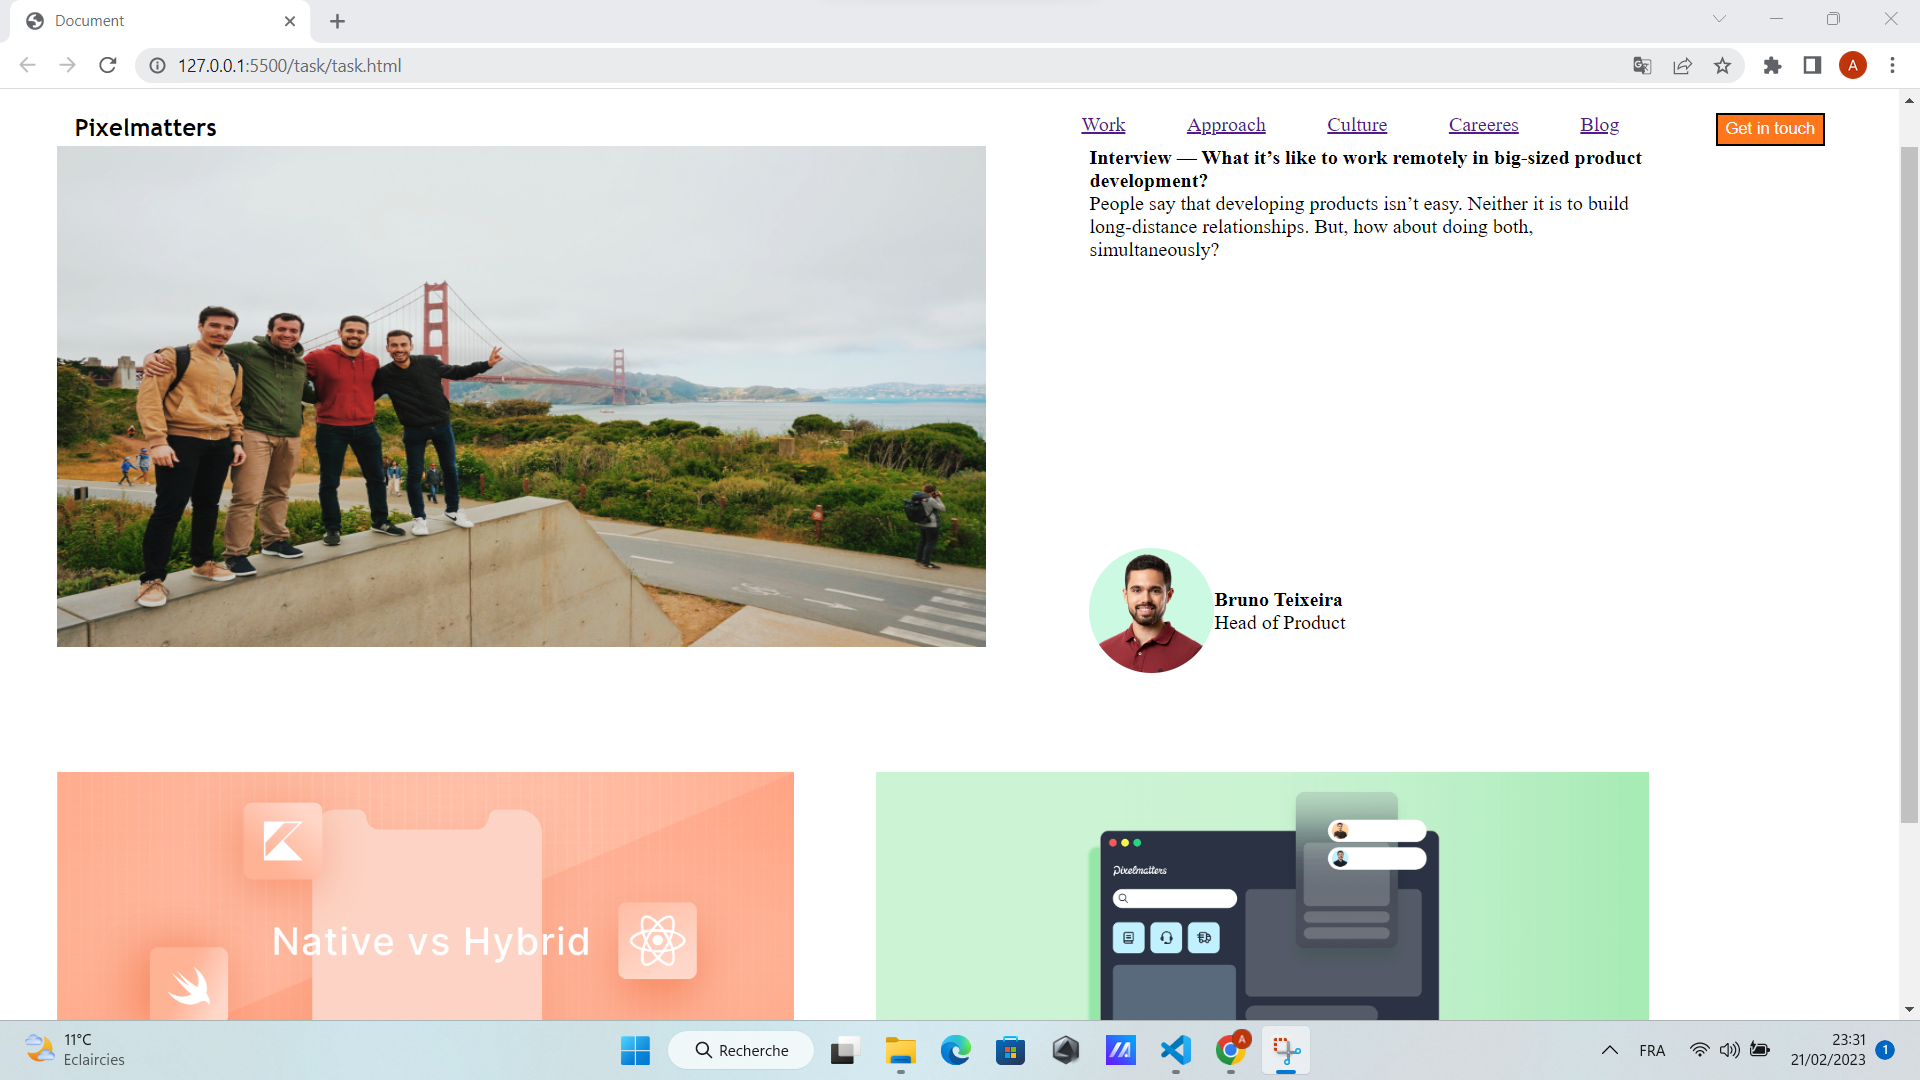 Document
127.0.0.1:5500/task/task.html
A
Pixelmatters
Work
Approach
Culture
Careeres
Blog
Get in touch
Interview — What it’s like to work remotely in big-sized product
development?
People say that developing products isn’t easy. Neither it is to build
long-distance relationships. But, how about doing both,
simultaneously?
Bruno Teixeira
Head of Product
Native vs Hybrid
Pixelmatters
11°C
Eclaircies
Recherche
A
FRA
23:31
21/02/2023
1